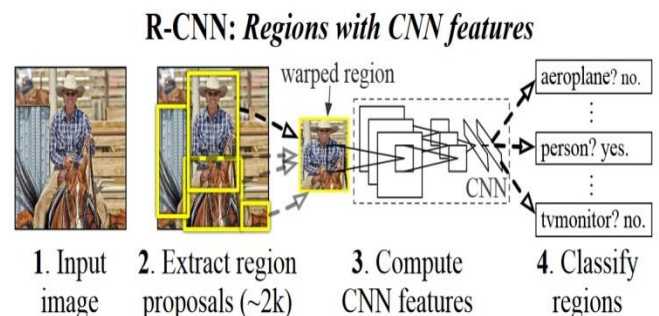 R-CNN: Regions with CNN features
warped region
aeroplane? no.
person? yes.
tvmonitor? no.
CNN
1. Input
image
2. Extract region
proposals (~2k)
3. Compute
CNN features
4. Classify
regions